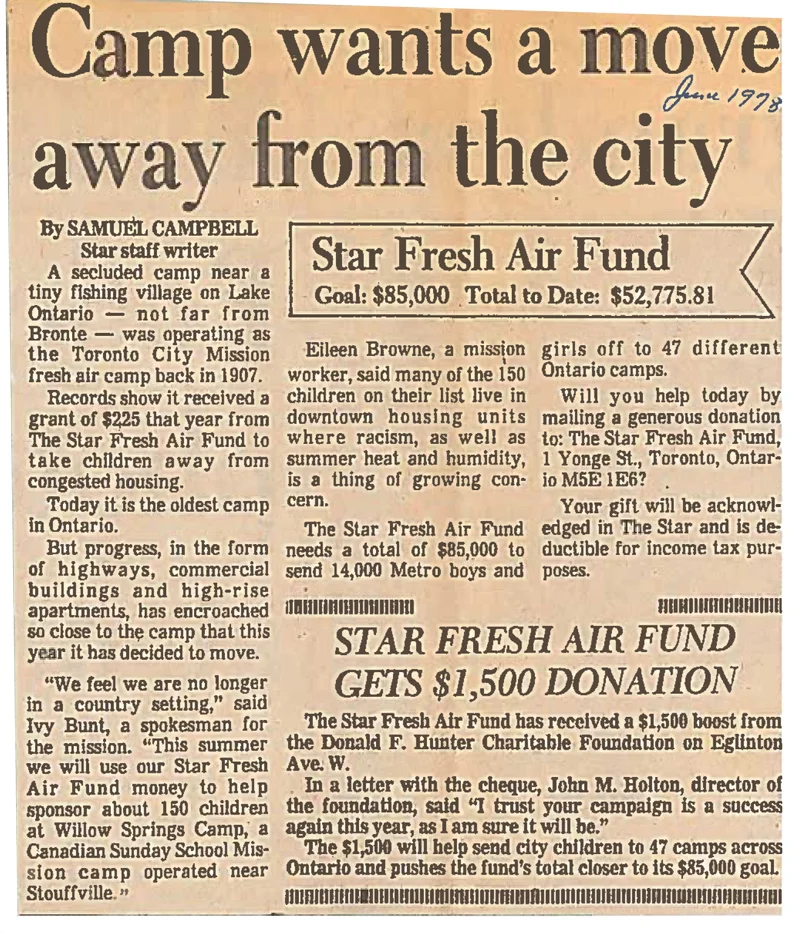 Camp wants a move
June 1978
away from the city
By SAMUEL CAMPBELL
Star staff writer
A secluded camp near a
tiny fishing village on Lake
Ontario — not far from
Bronte — was operating as
the Toronto City Mission
fresh air camp back in 1907.
Records show it received a
grant of $225 that year from
The Star Fresh Air Fund to
take children away from
congested housing.
Today it is the oldest camp
in Ontario.
But progress, in the form
of highways, commercial
buildings and high-rise
apartments, has encroached
so close to the camp that this
year it has decided to move.
"We feel we are no longer
in a country setting," said
Ivy Bunt, a spokesman for
the mission. "This summer
we will use our Star Fresh
Air Fund money to help
sponsor about 150 children
at Willow Springs Camp, a
Canadian Sunday School Mis-
sion camp operated near
Stouffville."
Star Fresh Air Fund
Goal: $85,000 Total to Date: $52,775.81
Eileen Browne, a mission
worker, said many of the 150
children on their list live in
downtown housing units
where racism, as well as
summer heat and humidity,
is a thing of growing con-
cern.
The Star Fresh Air Fund
needs a total of $85,000 to
send 14,000 Metro boys and
girls off to 47 different
Ontario camps.
Will you help today by
mailing a generous donation
to: The Star Fresh Air Fund,
1 Yonge St., Toronto, Ontar-
io M5E 1E6?
Your gift will be acknowl-
edged in The Star and is de-
ductible for income tax pur-
poses.
STAR FRESH AIR FUND
GETS $1,500 DONATION
The Star Fresh Air Fund has received a $1,500 boost from
the Donald F. Hunter Charitable Foundation on Eglinton
Ave. W.
In a letter with the cheque, John M. Holton, director of
the foundation, said "I trust your campaign is a success
again this year, as I am sure it will be."
The $1,500 will help send city children to 47 camps across
Ontario and pushes the fund's total closer to its $85,000 goal.